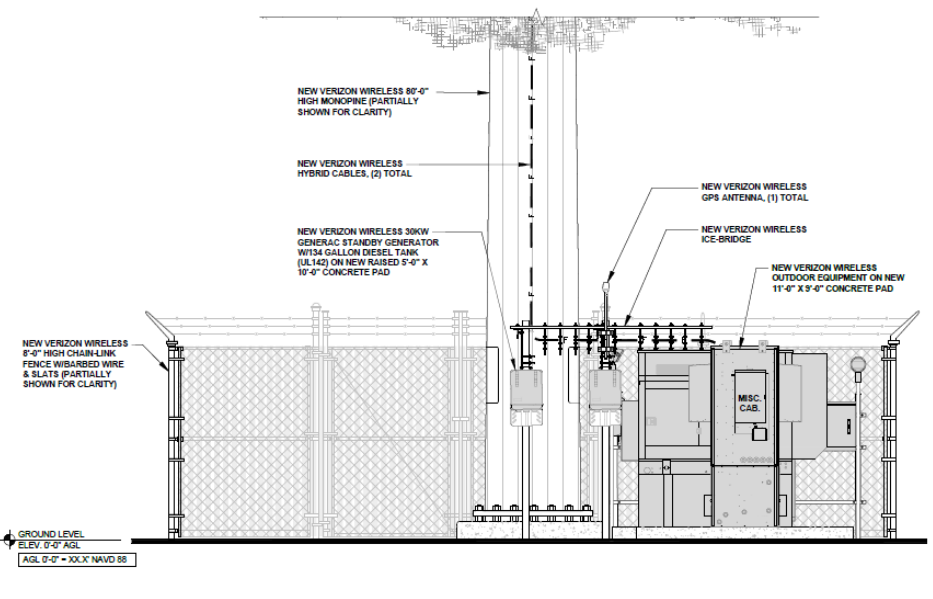 NEW VERIZON WIRELESS 80'-0"
HIGH MONOPINE (PARTIALLY
SHOWN FOR CLARITY)
NEW VERIZON WIRELESS
HYBRID CABLES, (2) TOTAL
NEW VERIZON WIRELESS
GPS ANTENNA, (1) TOTAL
NEW VERIZON WIRELESS 30KW
GENERAC STANDBY GENERATOR
W/134 GALLON DIESEL TANK
(UL142) ON NEW RAISED 5'-0" X
10'-0" CONCRETE PAD
NEW VERIZON WIRELESS
ICE-BRIDGE
NEW VERIZON WIRELESS
OUTDOOR EQUIPMENT ON NEW
11'-0" X 9'-0" CONCRETE PAD
NEW VERIZON WIRELESS
8'-0" HIGH CHAIN-LINK
FENCE W/BARBED WIRE
& SLATS (PARTIALLY
SHOWN FOR CLARITY)
MISC.
CAB.
GROUND LEVEL
ELEV. 0'-0" AGL
AGL 0'-0" = XX.X' NAVD 88